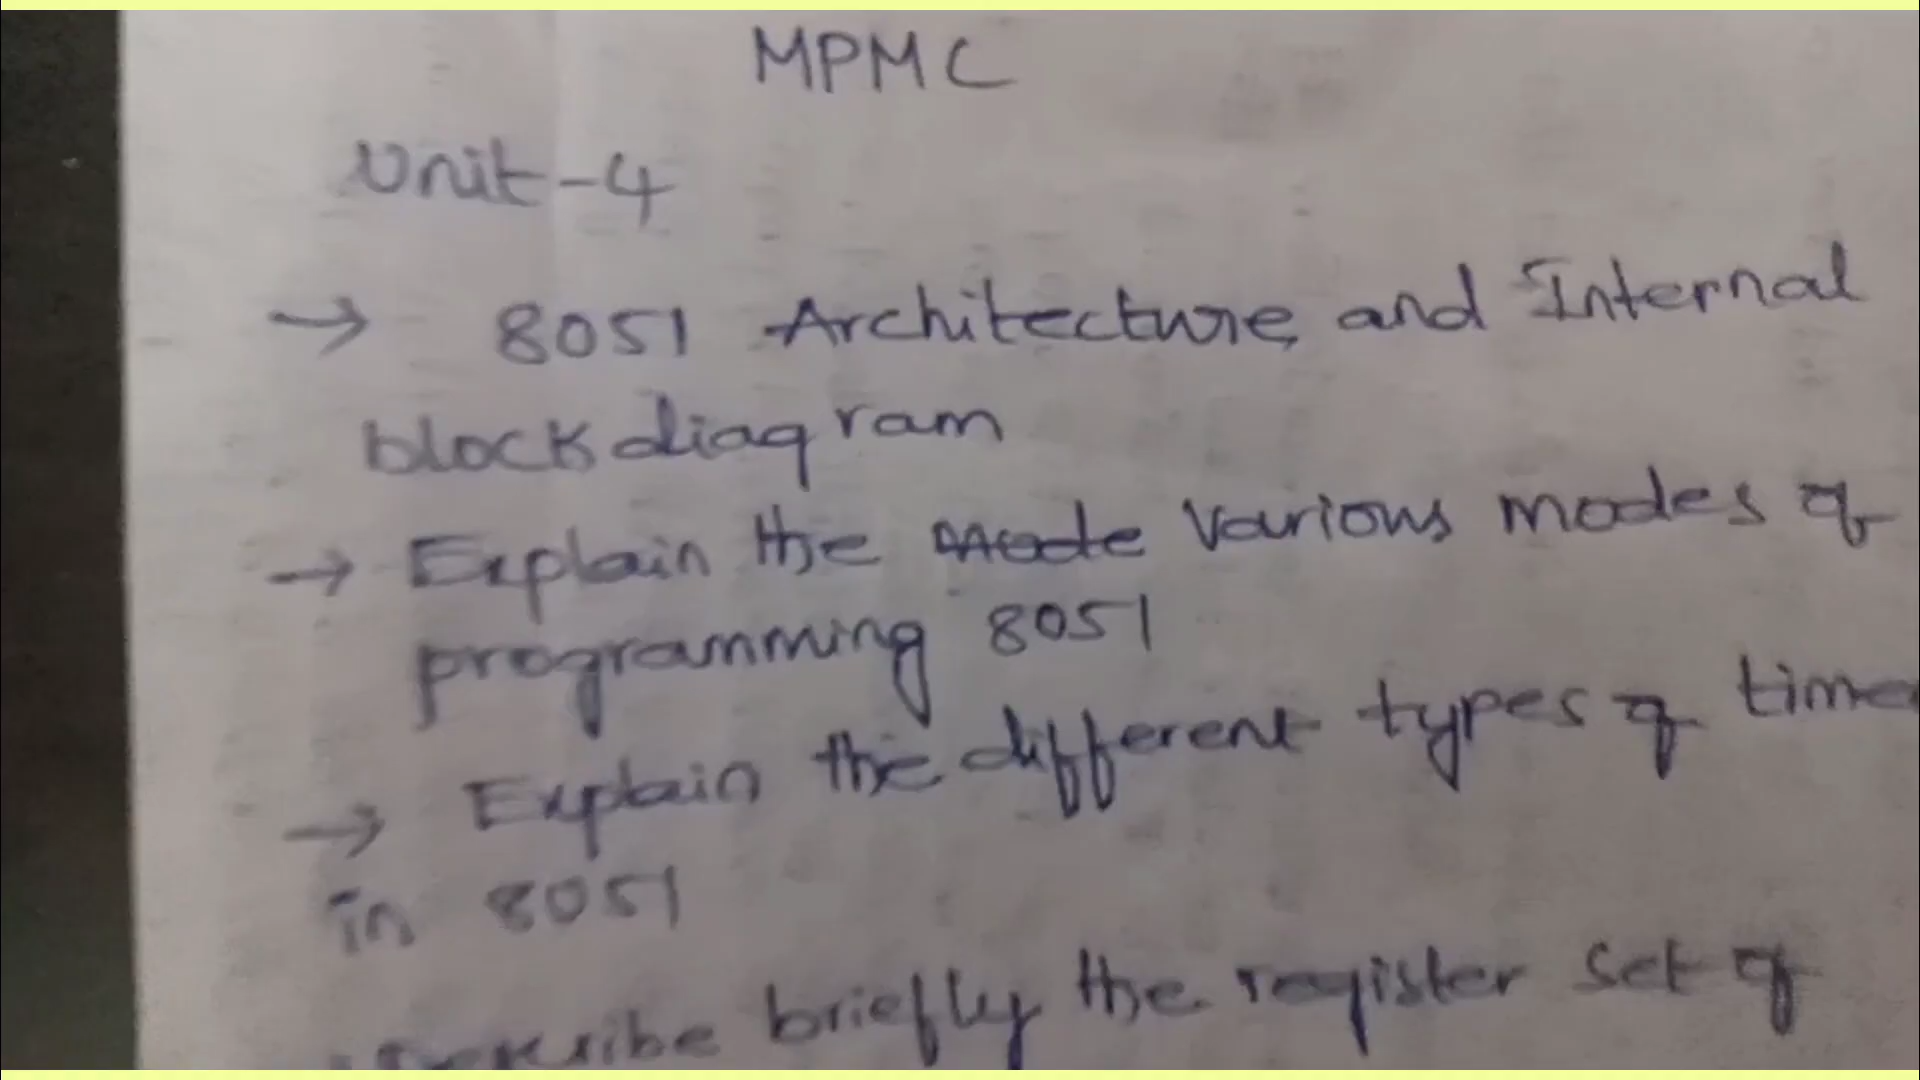 MPMC
Unit-4
→ 8051 Architecture and Internal
block diagram
→ Explain the mode various modes of
programming 8051
→ Explain the different types of time
in 8051
briefly the register set of